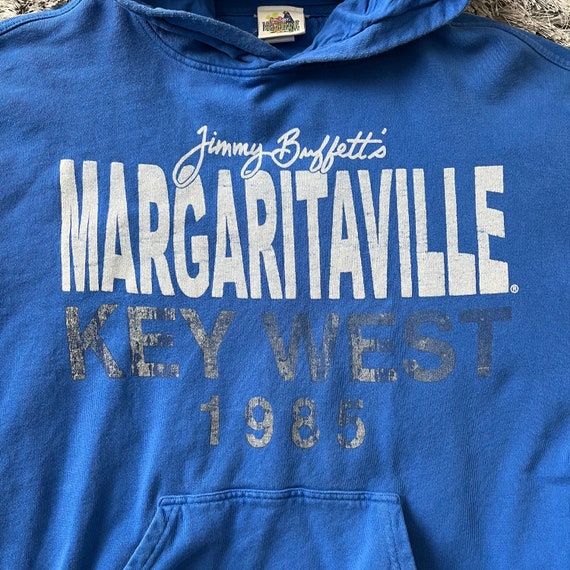 Jimmy Buffett's
MARGARITAVILLE®
KEY WEST
1985